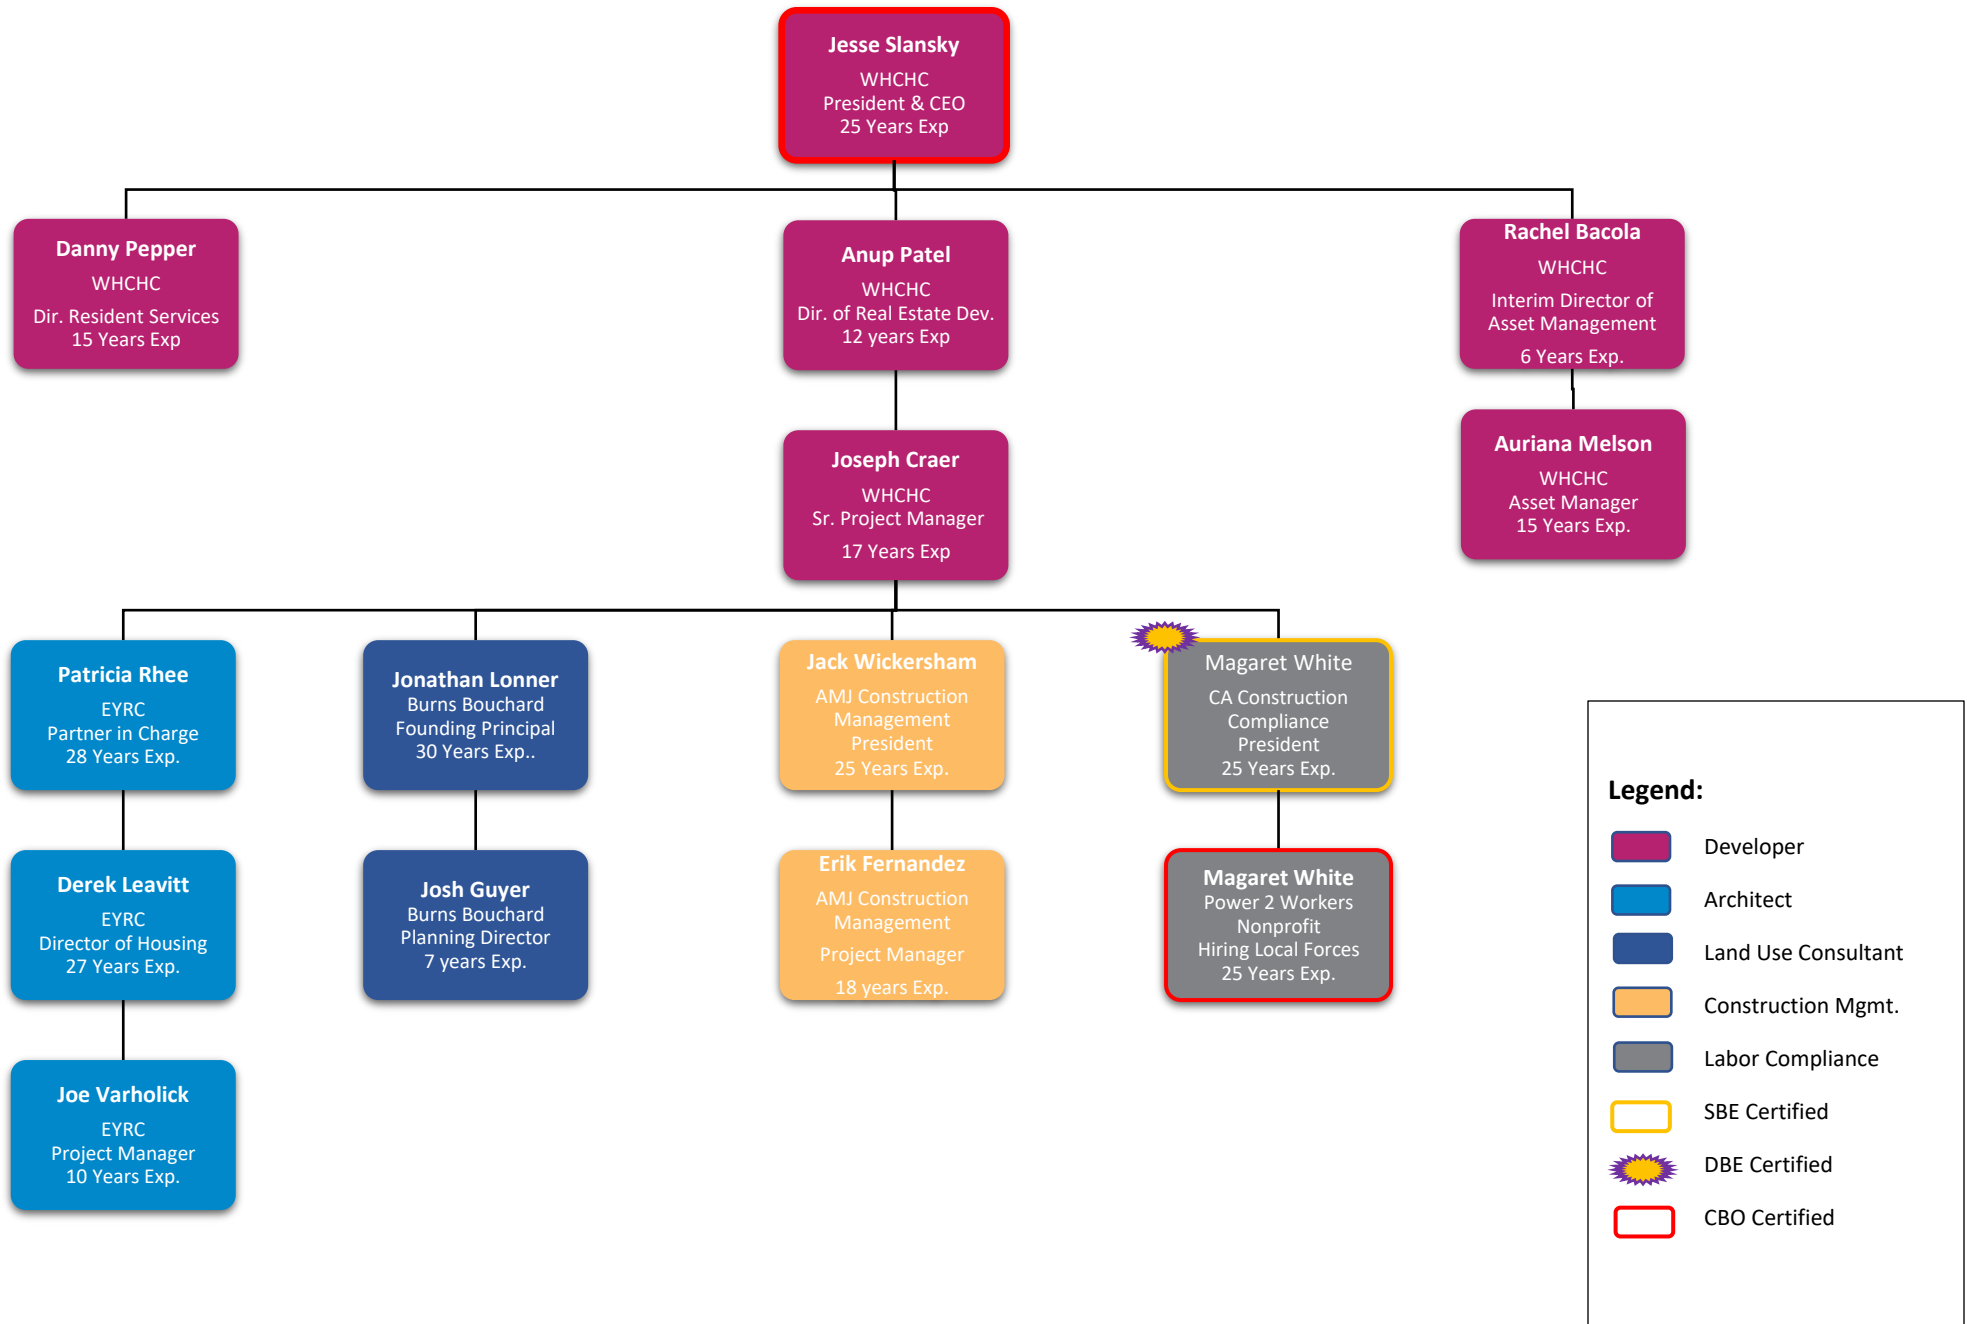 Jesse Slansky
WHCHC
President & CEO
25 Years Exp
Danny Pepper
WHCHC
Dir. Resident Services
15 Years Exp
Anup Patel
WHCHC
Dir. of Real Estate Dev.
12 years Exp
Rachel Bacola
WHCHC
Interim Director of
Asset Management
6 Years Exp.
Joseph Craer
WHCHC
Sr. Project Manager
17 Years Exp
Auriana Melson
WHCHC
Asset Manager
15 Years Exp.
Patricia Rhee
EYRC
Partner in Charge
28 Years Exp.
Jonathan Lonner
Burns Bouchard
Founding Principal
30 Years Exp..
Jack Wickersham
AMJ Construction
Management
President
25 Years Exp.
Magaret White
CA Construction
Compliance
President
25 Years Exp.
Derek Leavitt
EYRC
Director of Housing
27 Years Exp.
Josh Guyer
Burns Bouchard
Planning Director
7 years Exp.
Erik Fernandez
AMJ Construction
Management
Project Manager
18 years Exp.
Magaret White
Power 2 Workers
Nonprofit
Hiring Local Forces
25 Years Exp.
Joe Varholick
EYRC
Project Manager
10 Years Exp.
Legend:
Developer
Architect
Land Use Consultant
Construction Mgmt.
Labor Compliance
SBE Certified
DBE Certified
CBO Certified